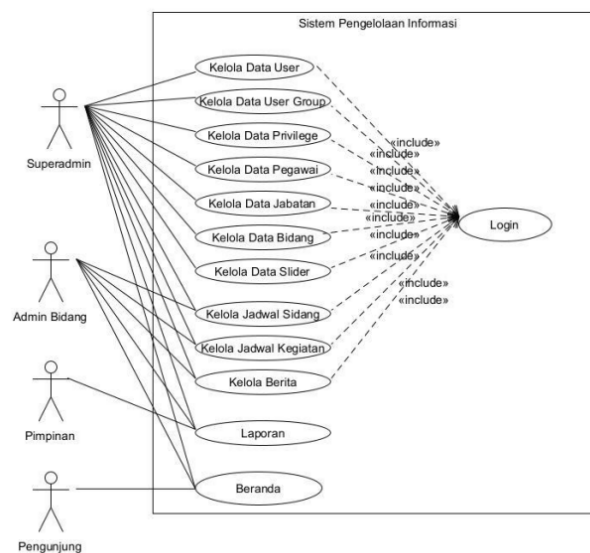 Sistem Pengelolaan Informasi
Kelola Data User
Kelola Data User Group
Kelola Data Privilege
Kelola Data Pegawai
Kelola Data Jabatan
Kelola Data Bidang
Kelola Data Slider
Kelola Jadwal Sidang
Kelola Jadwal Kegiatan
Kelola Berita
Laporan
Beranda
Superadmin
Admin Bidang
Pimpinan
Pengunjung
«include»
«include»
«include»
«include»
«include»
«include»
«include»
«include»
«include»
Login